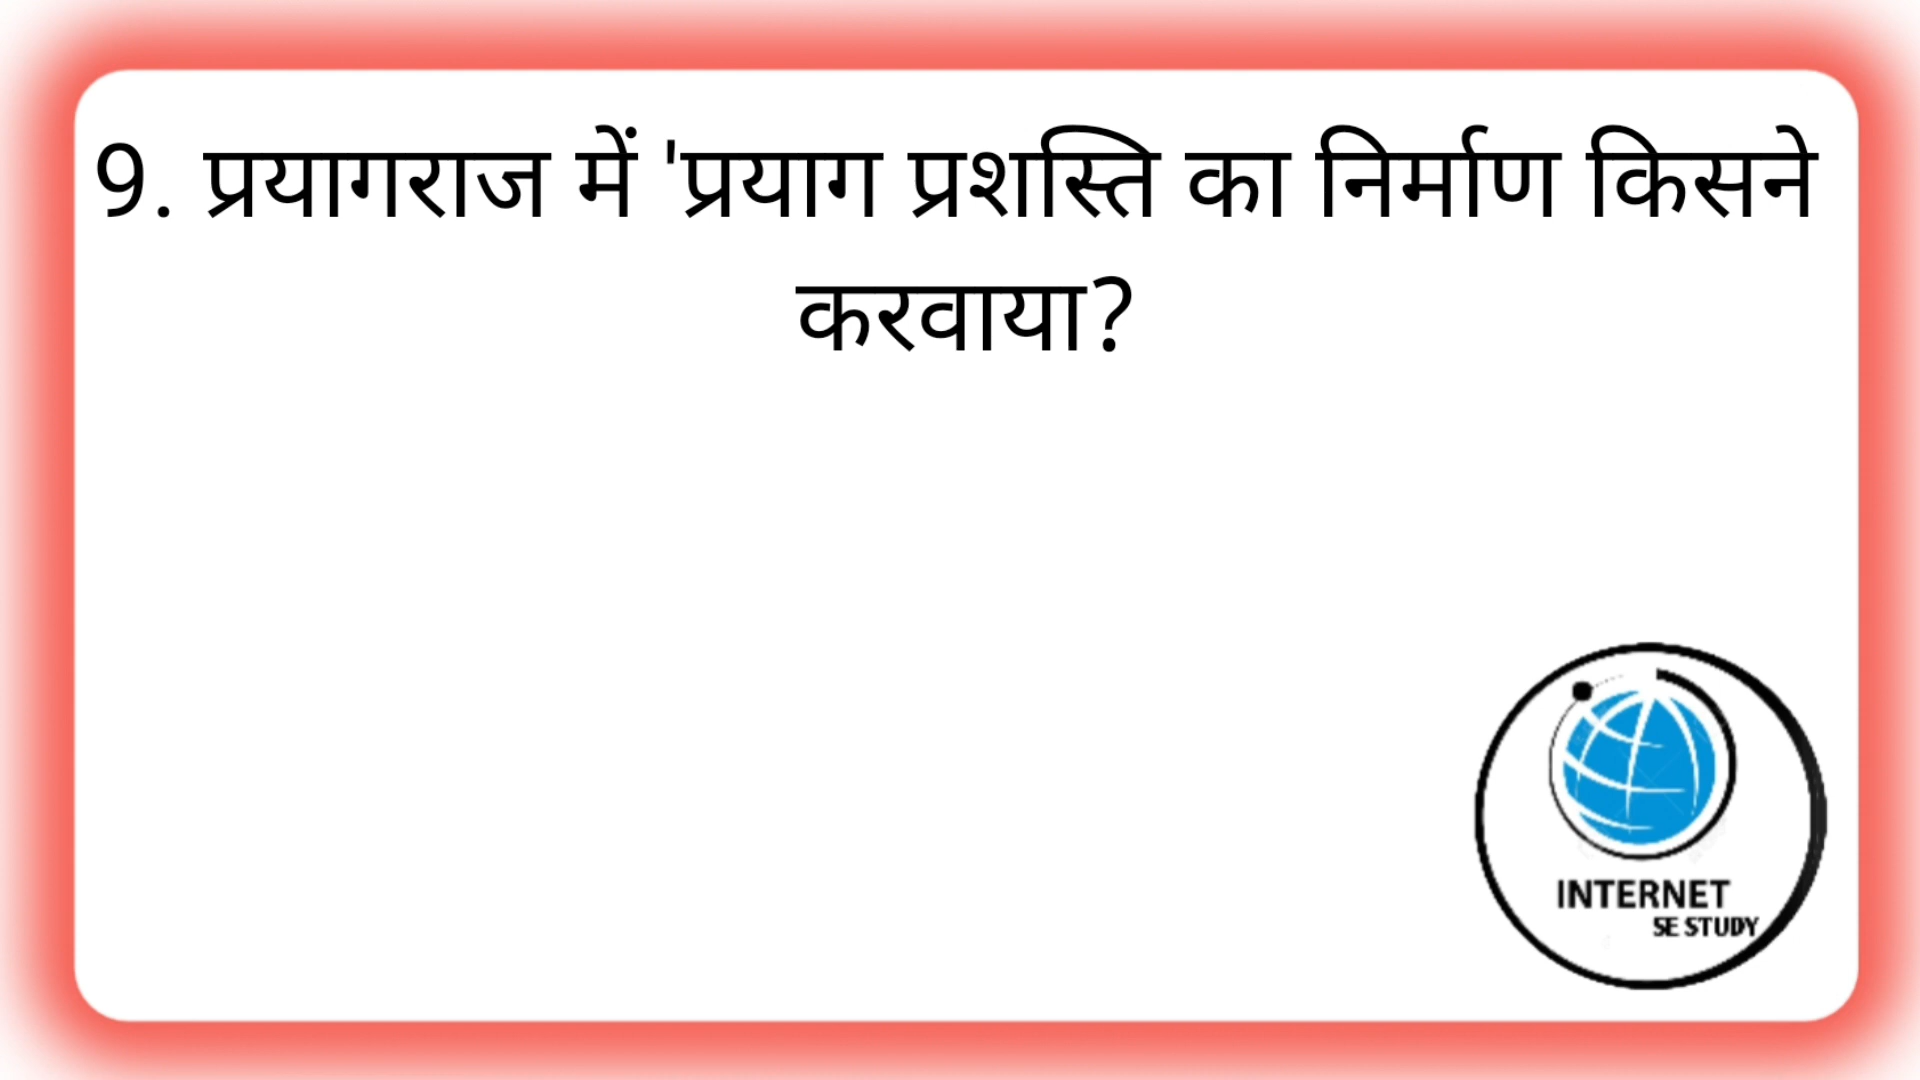 9. प्रयागराज में 'प्रयाग प्रशस्ति का निर्माण किसने
करवाया?
INTERNET
SE STUDY